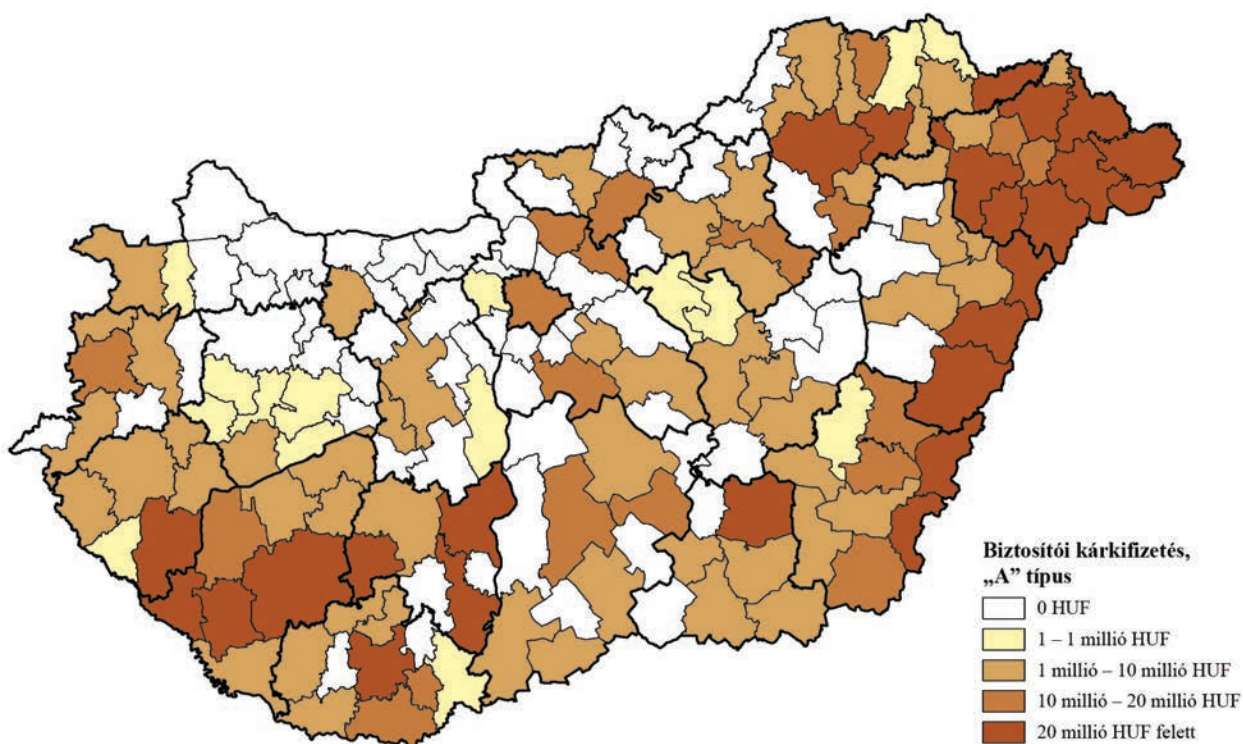 Biztosítói kárkifizetés,
„A” típus
0 HUF
1 – 1 millió HUF
1 millió – 10 millió HUF
10 millió – 20 millió HUF
20 millió HUF felett